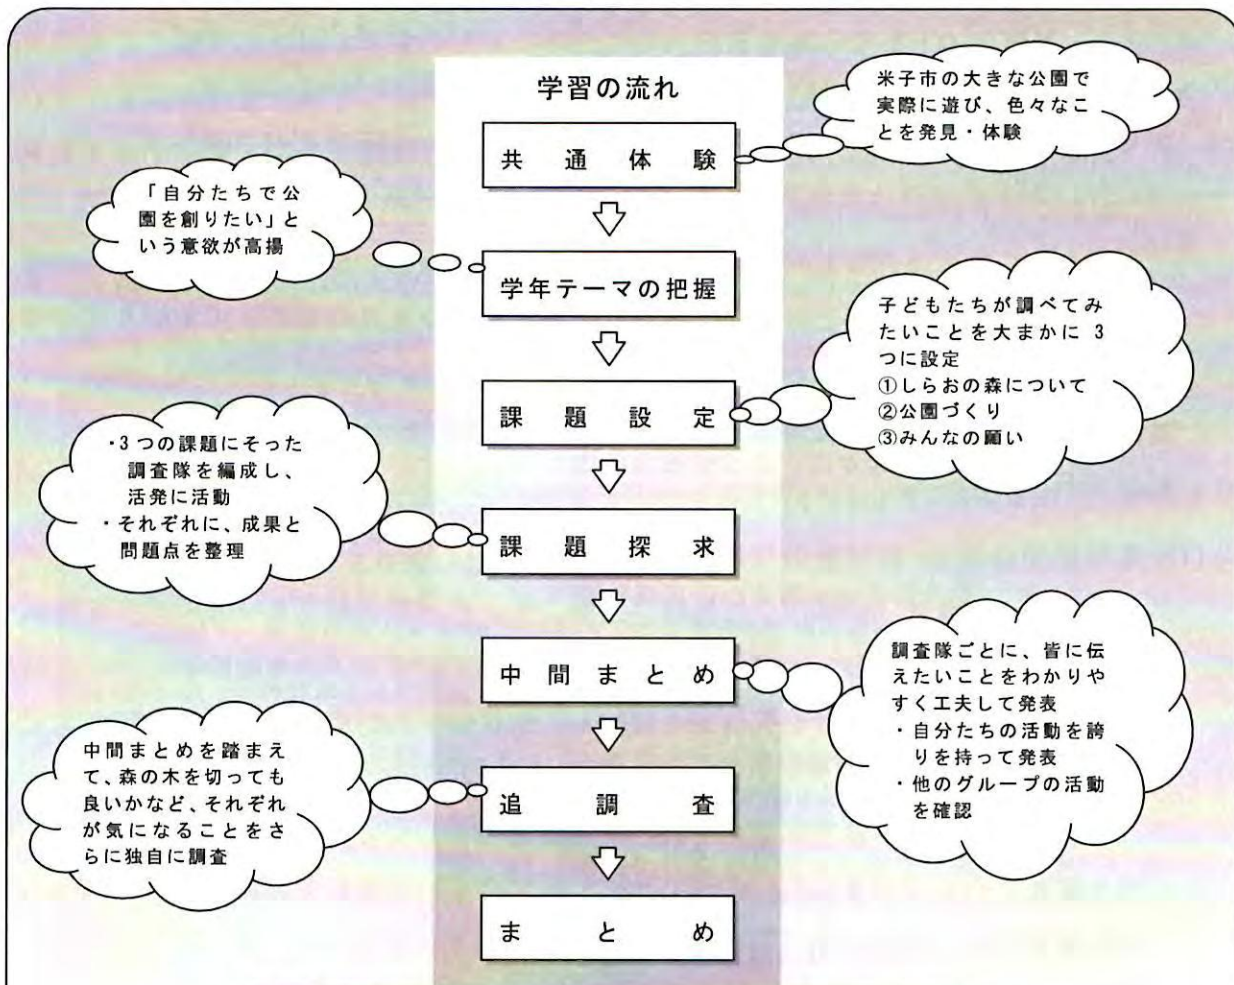 学習の流れ
米子市の大きな公園で
実際に遊び、色々なこ
とを発見・体験
共通体験
「自分たちで公
園を創りたい」と
いう意欲が高揚
学年テーマの把握
子どもたちが調べてみ
たいことを大まかに 3
つに設定
①しらおの森について
②公園づくり
③みんなの願い
課題設定
・3つの課題にそった
調査隊を編成し、
活発に活動
・それぞれに、成果と
問題点を整理
課題探求
中間まとめ
調査隊ごとに、皆に伝
えたいことをわかりや
すく工夫して発表
・自分たちの活動を誇
りを持って発表
・他のグループの活動
を確認
中間まとめを踏まえ
て、森の木を切っても
良いかなど、それぞれ
が気になることをさ
らに独自に調査
追調査
まとめ